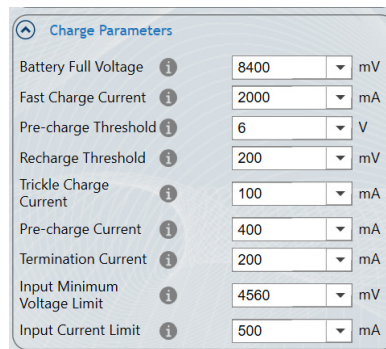 Charge Parameters
Battery Full Voltage i 8400 mV
Fast Charge Current i 2000 mA
Pre-charge Threshold i 6 V
Recharge Threshold i 200 mV
Trickle Charge
Current i 100 mA
Pre-charge Current i 400 mA
Termination Current i 200 mA
Input Minimum
Voltage Limit i 4560 mV
Input Current Limit i 500 mA